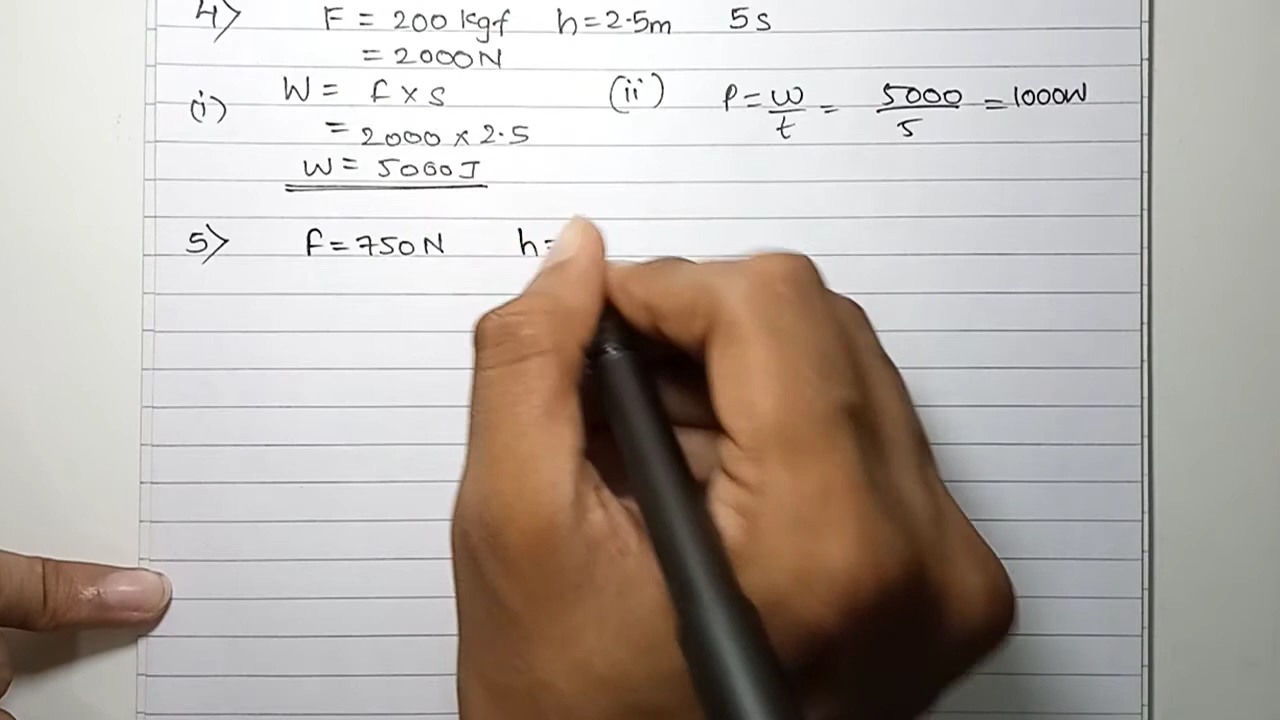 4> F = 200 kgf h = 2.5m 5s
= 2000N
(i) W = F × S (ii) P = W/t = 5000/5 = 1000W
= 2000 × 2.5
W = 5000J
5> F = 750N h =